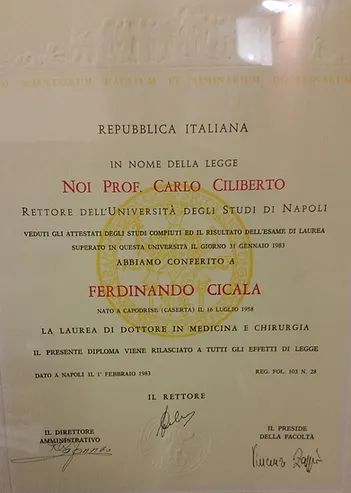 REPUBBLICA ITALIANA
IN NOME DELLA LEGGE
NOI PROF. CARLO CILIBERTO
RETTORE DELL'UNIVERSITÀ DEGLI STUDI DI NAPOLI
VEDUTI GLI ATTESTATI DEGLI STUDI COMPIUTI ED IL RISULTATO DELL'ESAME DI LAUREA
SUPERATO IN QUESTA UNIVERSITÀ IL GIORNO 31 GENNAIO 1983
ABBIAMO CONFERITO A
FERDINANDO CICALA
NATO A CAPODRISE (CASERTA) IL 16 LUGLIO 1958
LA LAUREA DI DOTTORE IN MEDICINA E CHIRURGIA
IL PRESENTE DIPLOMA VIENE RILASCIATO A TUTTI GLI EFFETTI DI LEGGE
DATO A NAPOLI IL 1° FEBBRAIO 1983 REG. FOL. 103 N. 28
IL RETTORE
IL DIRETTORE
AMMINISTRATIVO
IL PRESIDE
DELLA FACOLTÀ